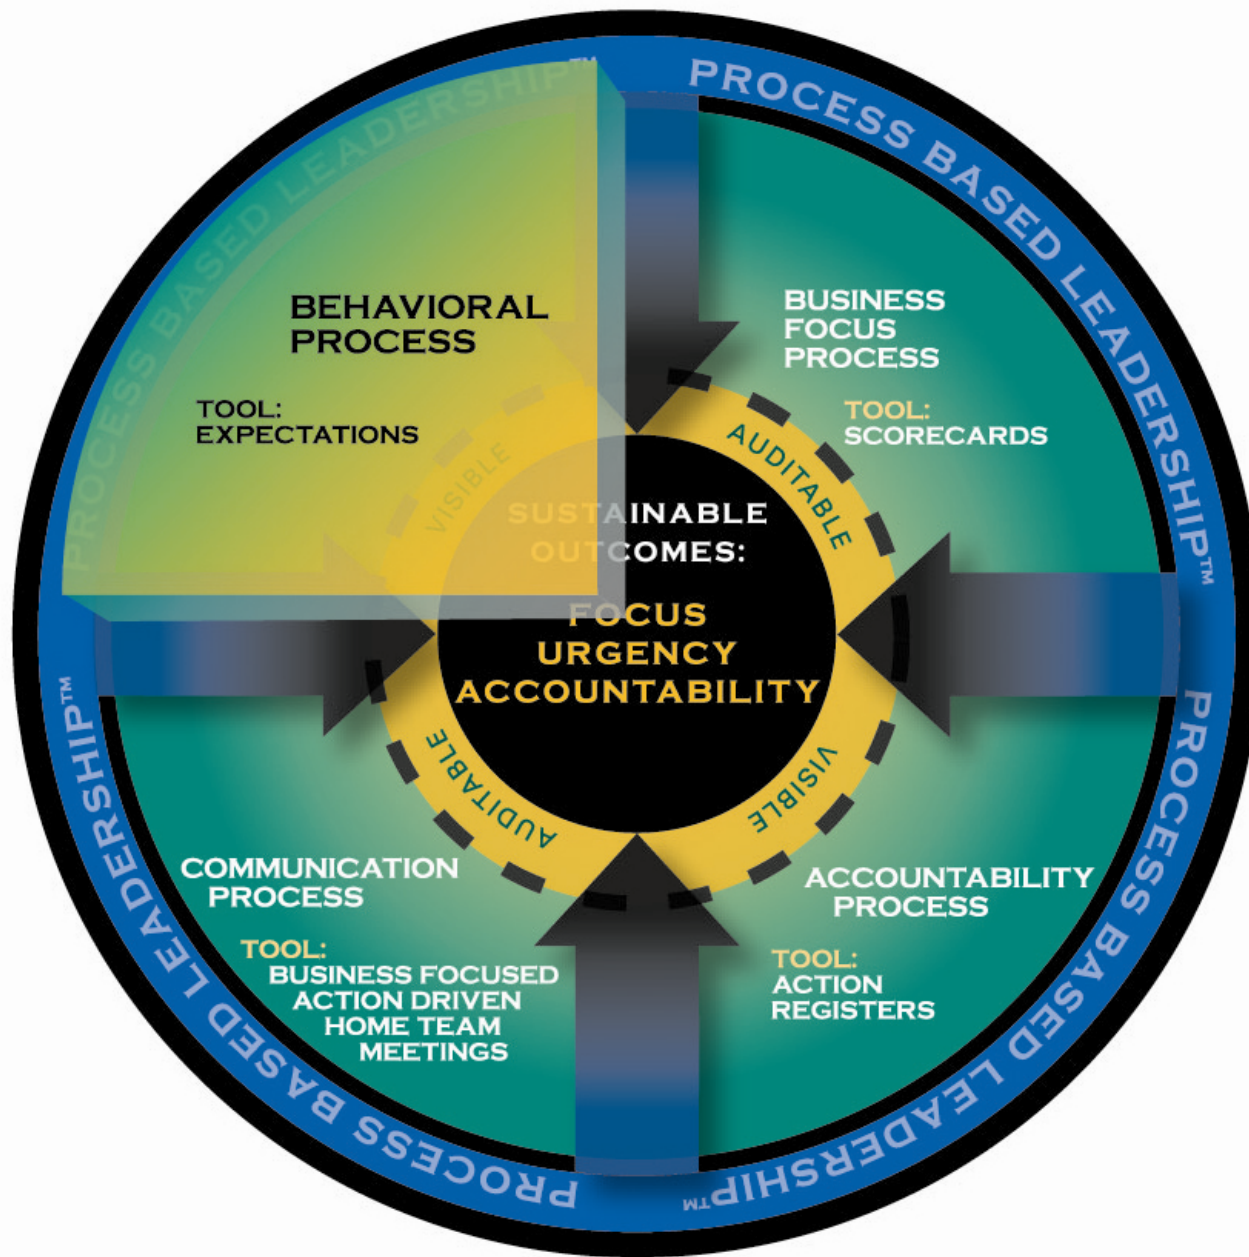 PROCESS BASED LEADERSHIP™
PROCESS BASED LEADERSHIP™
PROCESS BASED LEADERSHIP™
PROCESS BASED LEADERSHIP™
BEHAVIORAL
PROCESS
TOOL:
EXPECTATIONS
BUSINESS
FOCUS
PROCESS
TOOL:
SCORECARDS
VISIBLE
AUDITABLE
SUSTAINABLE
OUTCOMES:
FOCUS
URGENCY
ACCOUNTABILITY
AUDITABLE
VISIBLE
COMMUNICATION
PROCESS
TOOL:
BUSINESS FOCUSED
ACTION DRIVEN
HOME TEAM
MEETINGS
ACCOUNTABILITY
PROCESS
TOOL:
ACTION
REGISTERS